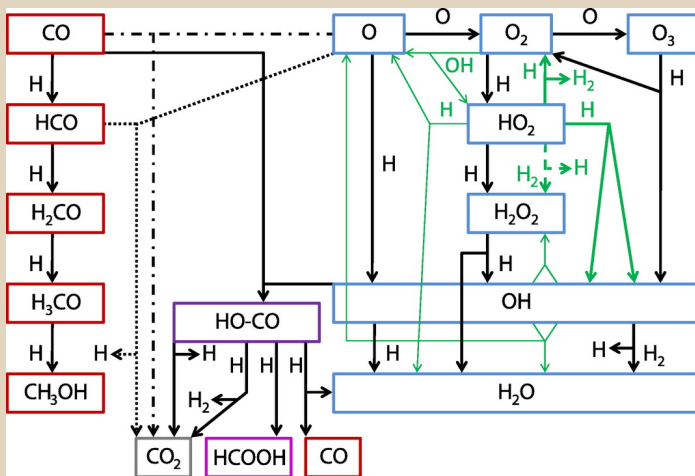 O O
CO O O₂ O₃
H OH H H H₂ H
HCO H HO₂ H
H H H H₂ H
H₂CO H₂O₂
H H
H₃CO OH
HO-CO
H H H H H H H H H₂
CH₃OH H₂ H₂O
CO₂ HCOOH CO